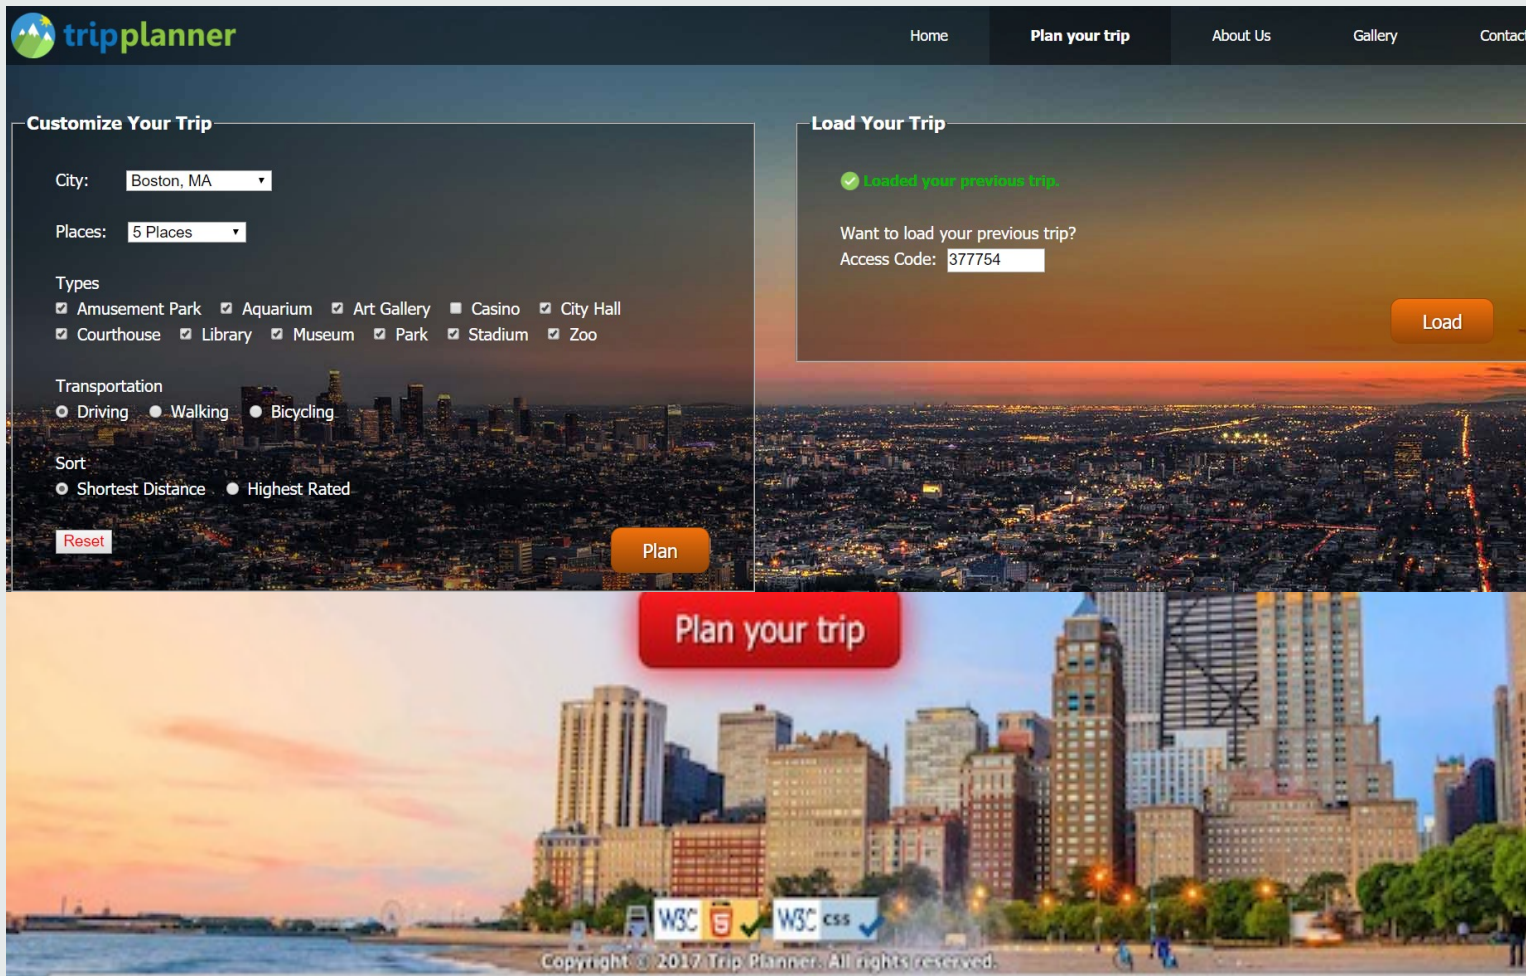 tripplanner
Home Plan your trip About Us Gallery Contact
Customize Your Trip
City: Boston, MA
Places: 5 Places
Types
Amusement Park Aquarium Art Gallery Casino City Hall
Courthouse Library Museum Park Stadium Zoo
Transportation
Driving Walking Bicycling
Sort
Shortest Distance Highest Rated
Reset Plan
Load Your Trip
Loaded your previous trip.
Want to load your previous trip?
Access Code: 377754
Load
Plan your trip
W3C 5 W3C css
Copyright © 2017 Trip Planner. All rights reserved.